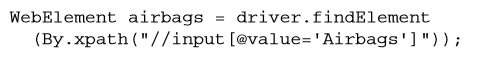 WebElement airbags = driver.findElement
(By.xpath("//input[@value='Airbags']"));